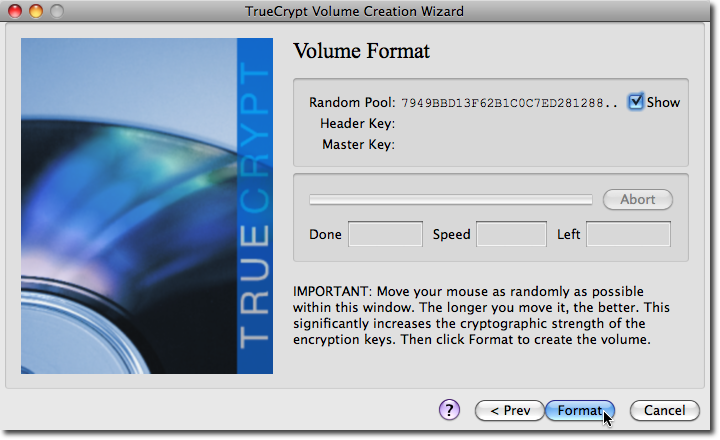 TrueCrypt Volume Creation Wizard
TRUECRYPT
Volume Format
Random Pool: 7949BBD13F62B1C0C7ED281288.. Show
Header Key:
Master Key:
Abort
Done Speed Left
IMPORTANT: Move your mouse as randomly as possible
within this window. The longer you move it, the better. This
significantly increases the cryptographic strength of the
encryption keys. Then click Format to create the volume.
? < Prev Format Cancel